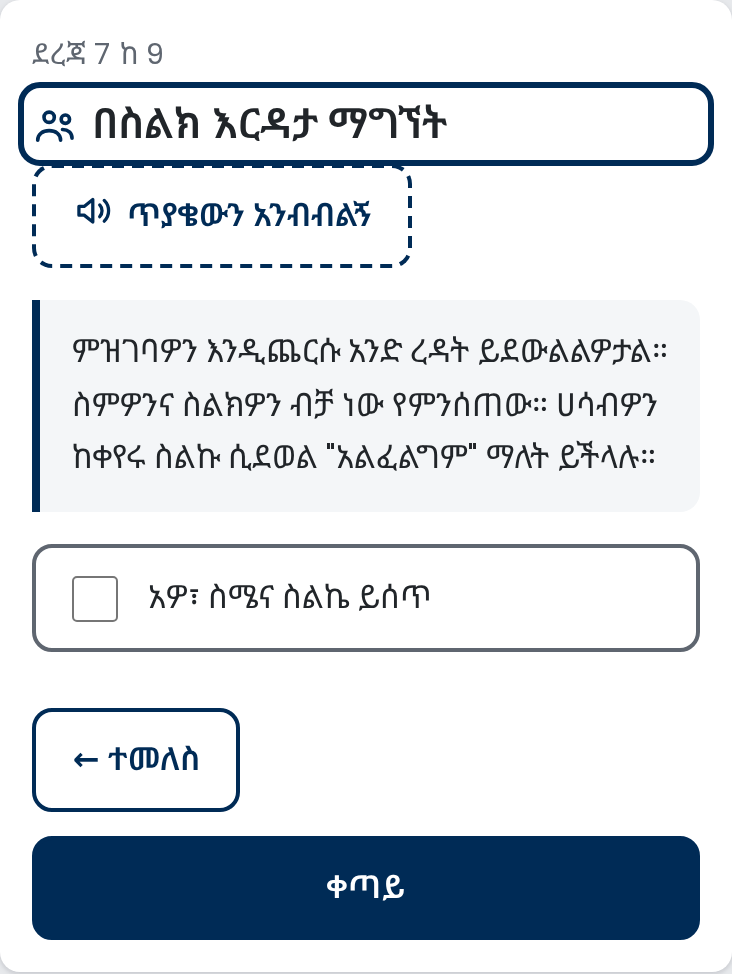 ደረጃ 7 ከ 9
በስልክ እርዳታ ማግኘት
ጥያቄውን አንብብልኝ
ምዝገባዎን እንዲጨርሱ አንድ ረዳት ይደውልልዎታል።
ስምዎንና ስልክዎን ብቻ ነው የምንሰጠው። ሀሳብዎን
ከቀየሩ ስልኩ ሲደወል "አልፈልግም" ማለት ይችላሉ።
አዎ፣ ስሜና ስልኬ ይሰጥ
← ተመለስ
ቀጣይ